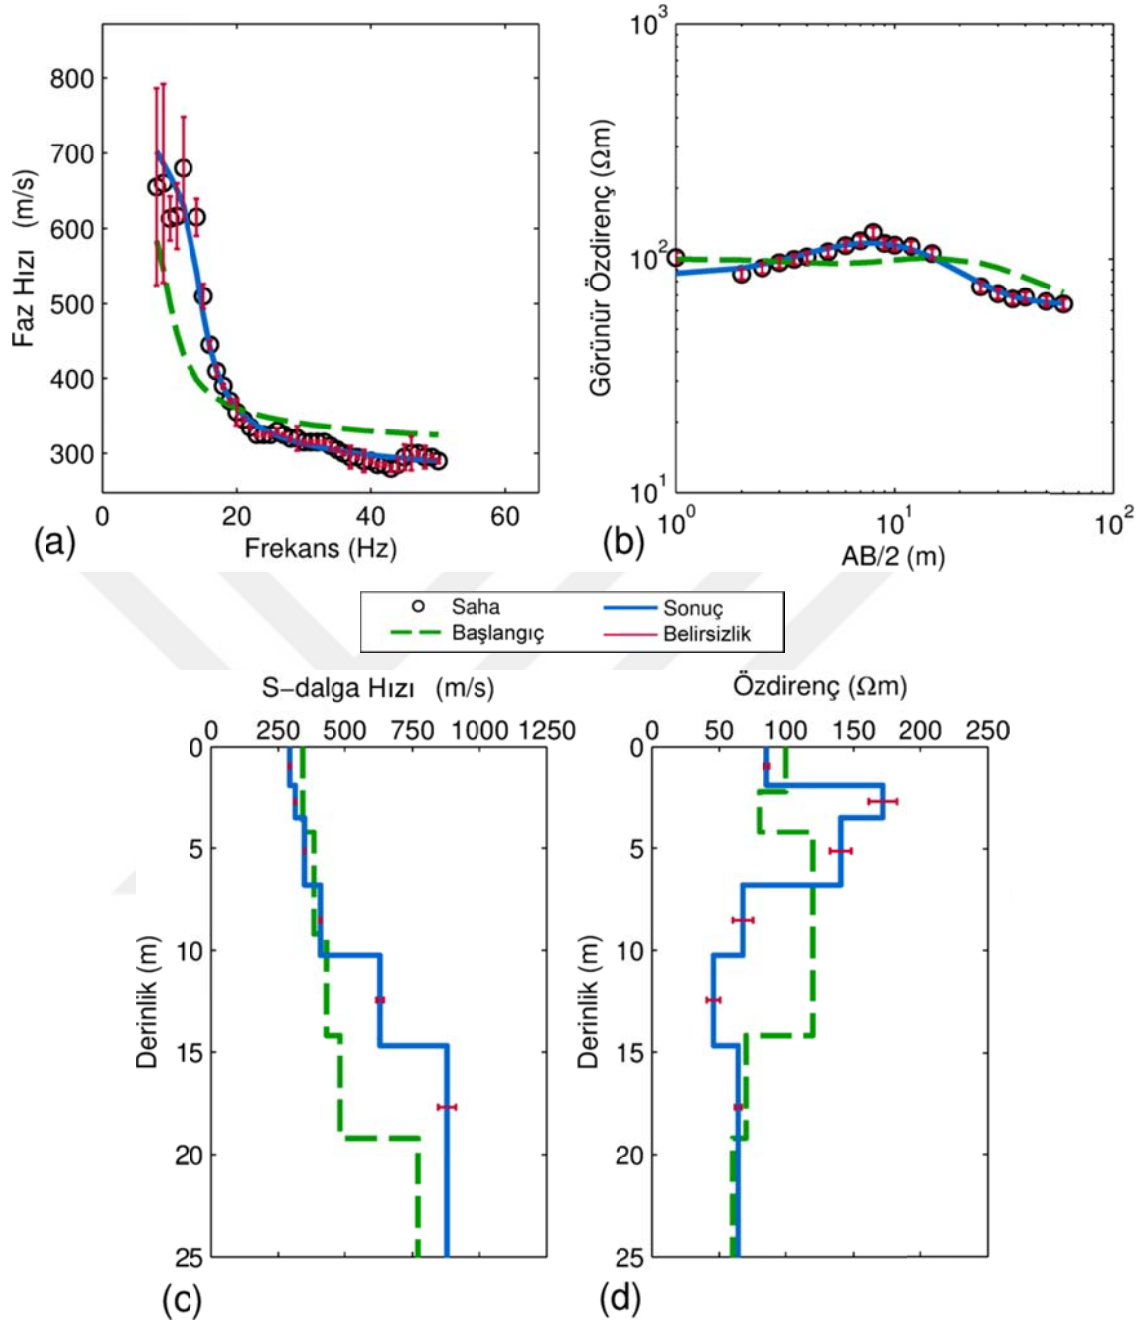 800
700
600
500
400
300
0
20
40
60
Faz Hızı (m/s)
Frekans (Hz)
(a)
10³
10²
10¹
10⁰
10¹
10²
Görünür Özdirenç (Ωm)
AB/2 (m)
(b)
Saha
Sonuç
Başlangıç
Belirsizlik
S-dalga Hızı (m/s)
0
250
500
750
1000
1250
0
5
10
15
20
25
Derinlik (m)
(c)
Özdirenç (Ωm)
0
50
100
150
200
250
0
5
10
15
20
25
Derinlik (m)
(d)